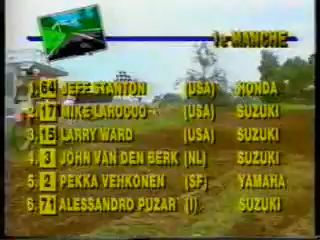 1e MANCHE
1. 64 JEFF STANTON (USA) HONDA
2. 17 MIKE LAROCCO (USA) SUZUKI
3. 15 LARRY WARD (USA) SUZUKI
4. 3 JOHN VAN DEN BERK (NL) SUZUKI
5. 2 PEKKA VEHKONEN (SF) YAMAHA
6. 71 ALESSANDRO PUZAR (I) SUZUKI